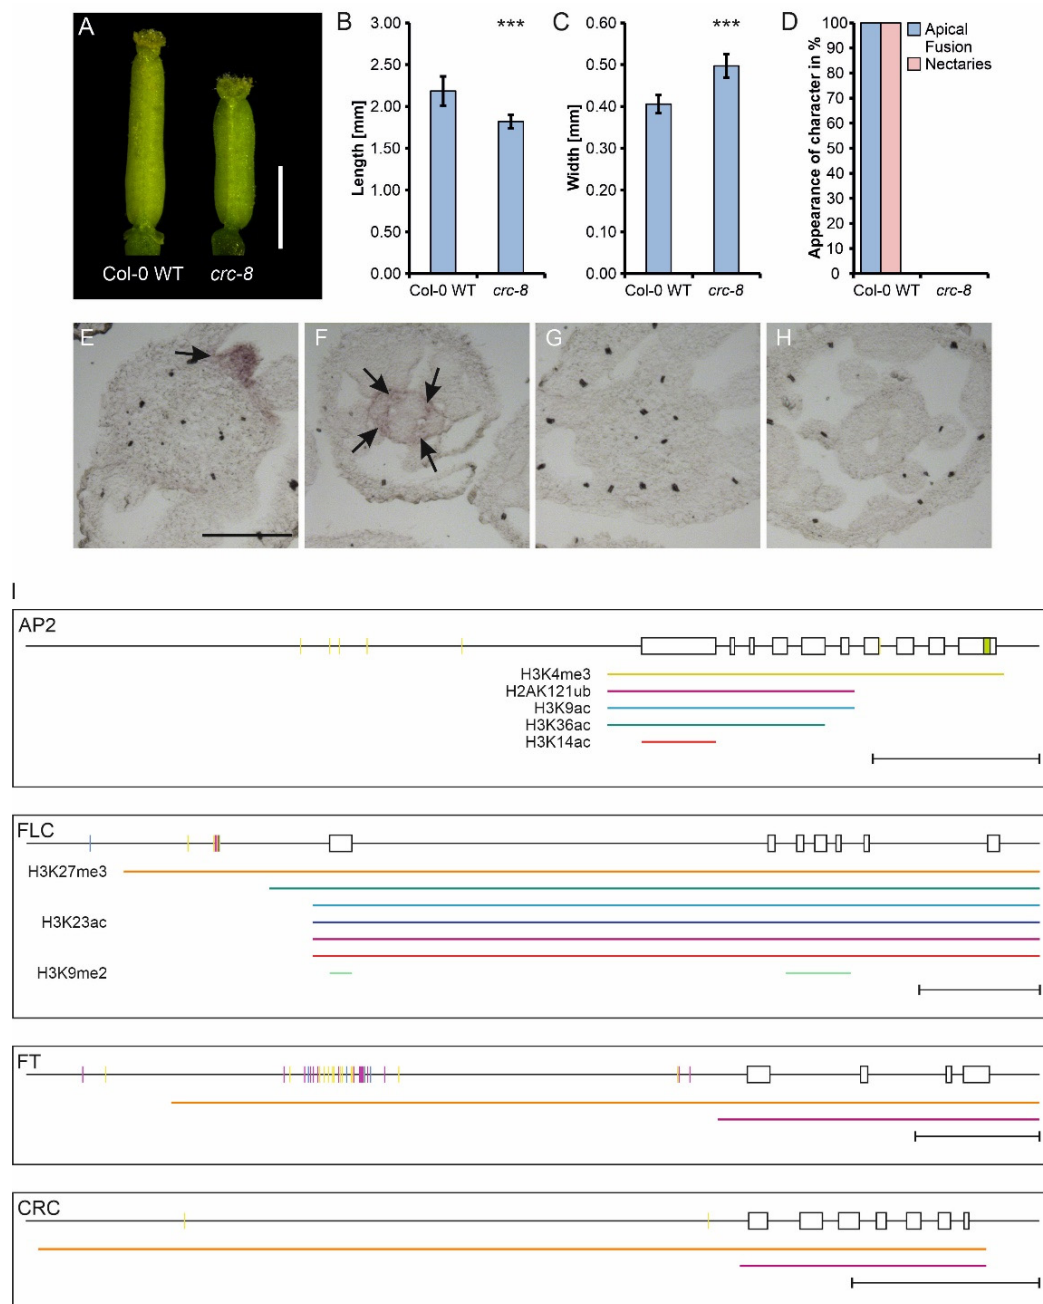 A
Col-0 WT crc-8
B
***
Length [mm]
3.00
2.50
2.00
1.50
1.00
0.50
0.00
Col-0 WT crc-8
C
***
Width [mm]
0.60
0.50
0.40
0.30
0.20
0.10
0.00
Col-0 WT crc-8
D
Appearance of character in %
100
90
80
70
60
50
40
30
20
10
0
Col-0 WT crc-8
Apical
Fusion
Nectaries
E
F
G
H
I
AP2
H3K4me3
H2AK121ub
H3K9ac
H3K36ac
H3K14ac
FLC
H3K27me3
H3K23ac
H3K9me2
FT
CRC